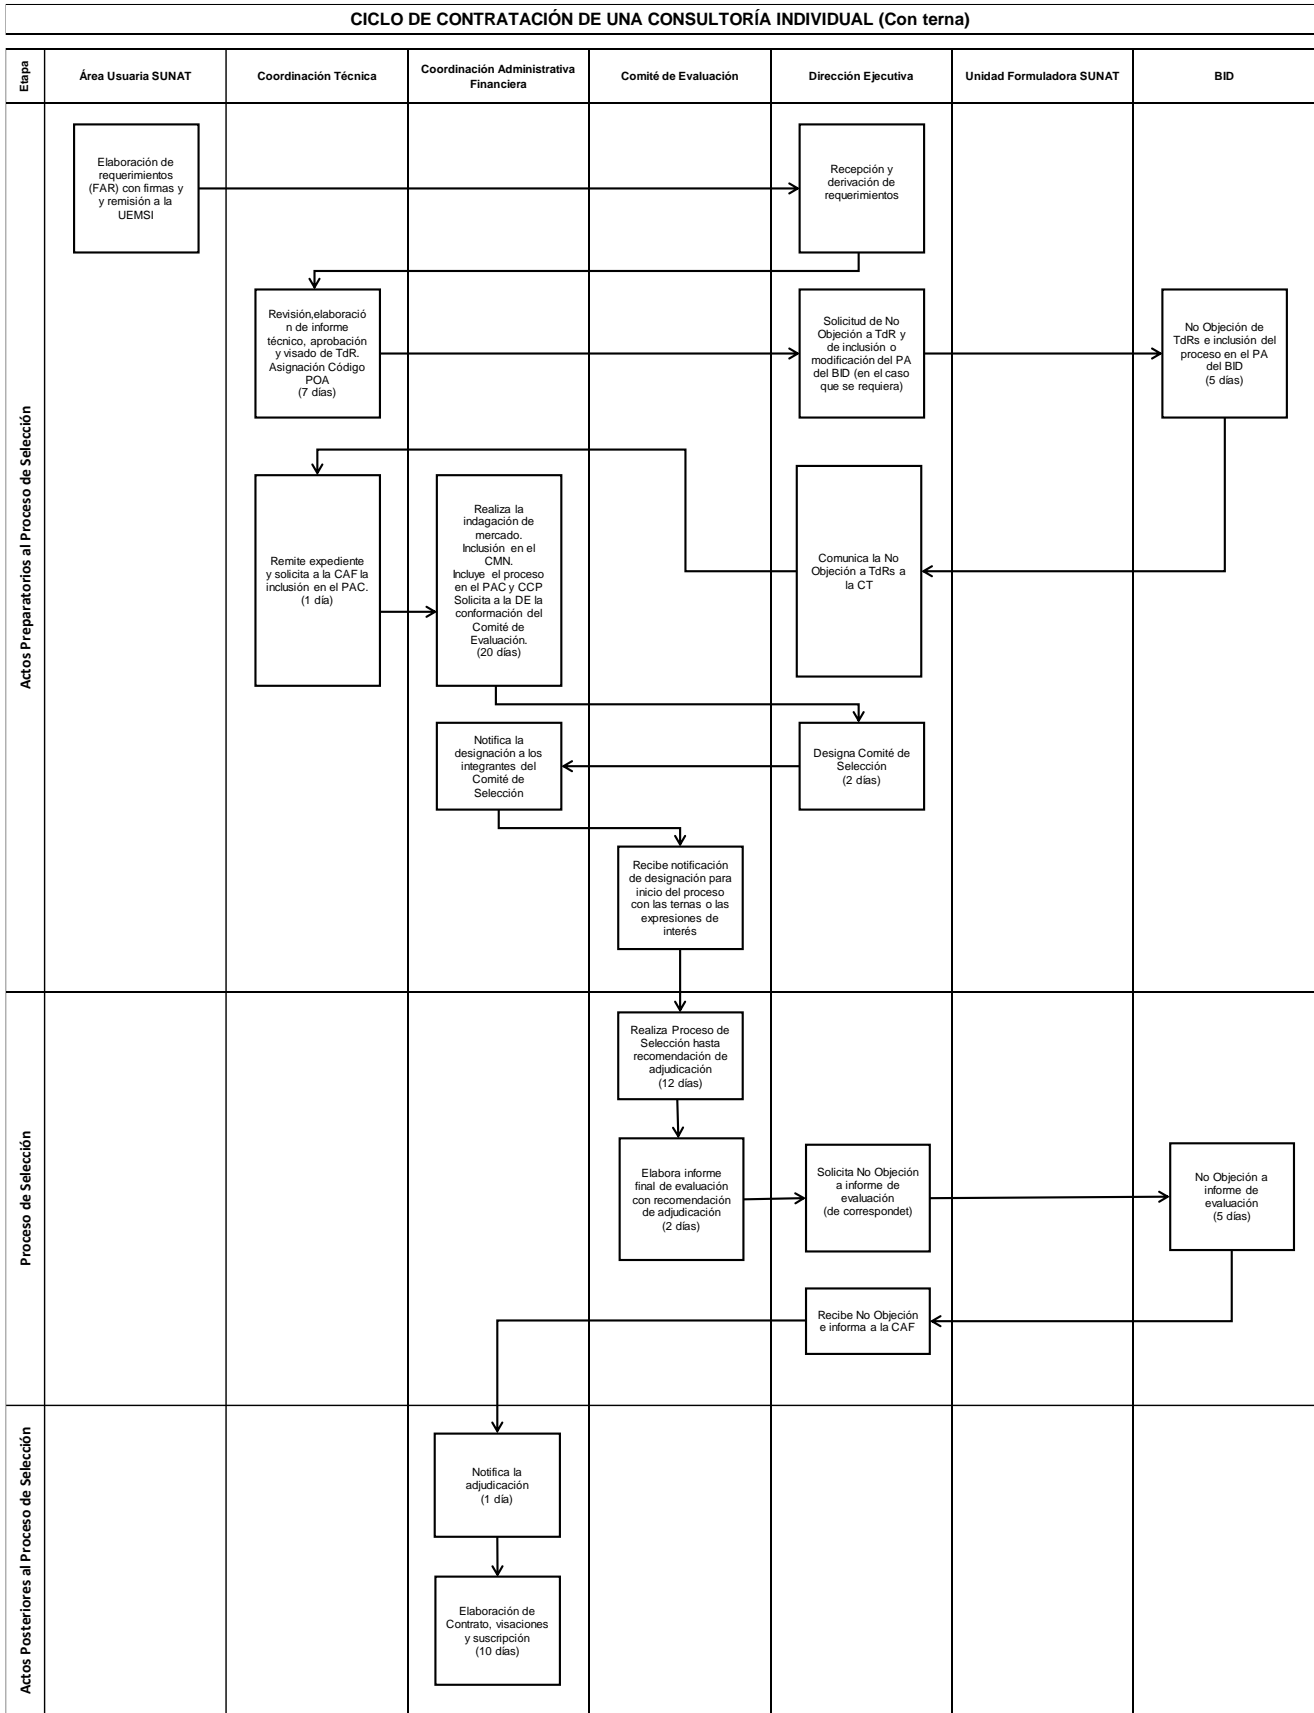 CICLO DE CONTRATACIÓN DE UNA CONSULTORÍA INDIVIDUAL (Con terna)
Etapa
Área Usuaria SUNAT
Coordinación Técnica
Coordinación Administrativa
Financiera
Comité de Evaluación
Dirección Ejecutiva
Unidad Formuladora SUNAT
BID
Actos Preparatorios al Proceso de Selección
Elaboración de
requerimientos
(FAR) con firmas y
y remisión a la
UEMSI
Recepción y
derivación de
requerimientos
Revisión,elaboració
n de informe
técnico, aprobación
y visado de TdR.
Asignación Código
POA
(7 días)
Solicitud de No
Objeción a TdR y
de inclusión o
modificación del PA
del BID (en el caso
que se requiera)
No Objeción de
TdRs e inclusión del
proceso en el PA
del BID
(5 días)
Remite expediente
y solicita a la CAF la
inclusión en el PAC.
(1 día)
Realiza la
indagación de
mercado.
Inclusión en el
CMN.
Incluye el proceso
en el PAC y CCP
Solicita a la DE la
conformación del
Comité de
Evaluación.
(20 días)
Comunica la No
Objeción a TdRs a
la CT
Notifica la
designación a los
integrantes del
Comité de
Selección
Designa Comité de
Selección
(2 días)
Recibe notificación
de designación para
inicio del proceso
con las ternas o las
expresiones de
interés
Proceso de Selección
Realiza Proceso de
Selección hasta
recomendación de
adjudicación
(12 días)
Elabora informe
final de evaluación
con recomendación
de adjudicación
(2 días)
Solicita No Objeción
a informe de
evaluación
(de correspondet)
No Objeción a
informe de
evaluación
(5 días)
Recibe No Objeción
e informa a la CAF
Actos Posteriores al Proceso de Selección
Notifica la
adjudicación
(1 día)
Elaboración de
Contrato, visaciones
y suscripción
(10 días)